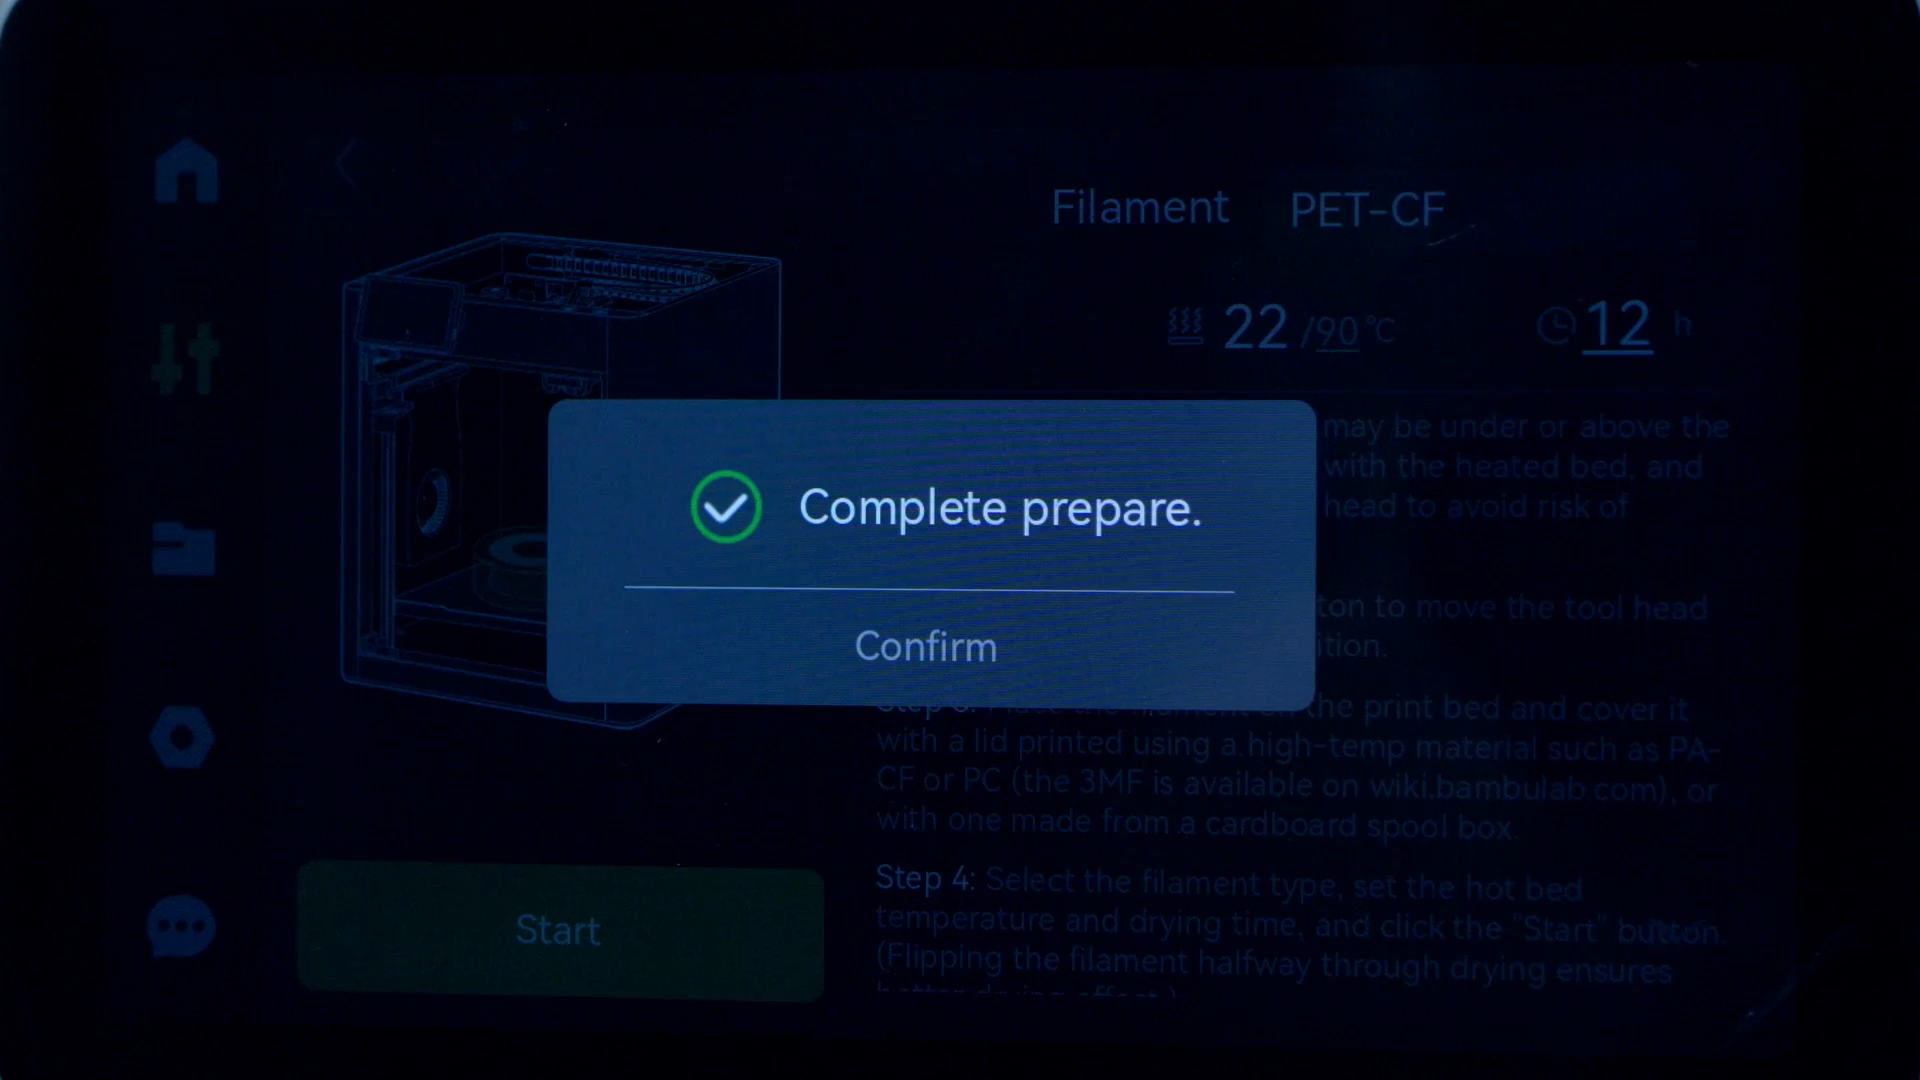 Filament PET-CF
22 /90 °C 12 h
may be under or above the
with the heated bed, and
head to avoid risk of
Complete prepare.
ton to move the tool head
ition.
Confirm
the print bed and cover it
with a lid printed using a high-temp material such as PA-
CF or PC (the 3MF is available on wiki.bambulab.com), or
with one made from a cardboard spool box.
Step 4: Select the filament type, set the hot bed
temperature and drying time, and click the "Start" button.
(Flipping the filament halfway through drying ensures
Start